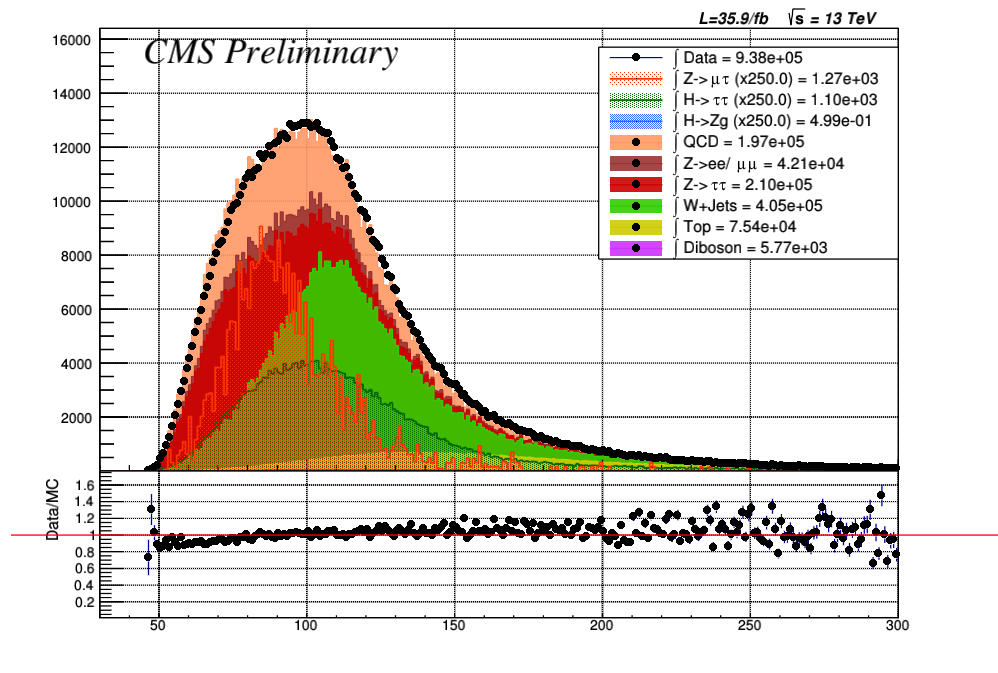 L=35.9/fb √s = 13 TeV
CMS Preliminary
∫ Data = 9.38e+05
∫ Z->μτ (x250.0) = 1.27e+03
∫ H->ττ (x250.0) = 1.10e+03
∫ H->Zg (x250.0) = 4.99e-01
∫ QCD = 1.97e+05
∫ Z->ee/ μμ = 4.21e+04
∫ Z->ττ = 2.10e+05
∫ W+Jets = 4.05e+05
∫ Top = 7.54e+04
∫ Diboson = 5.77e+03
16000
14000
12000
10000
8000
6000
4000
2000
Data/MC
1.6
1.4
1.2
1
0.8
0.6
0.4
0.2
50 100 150 200 250 300